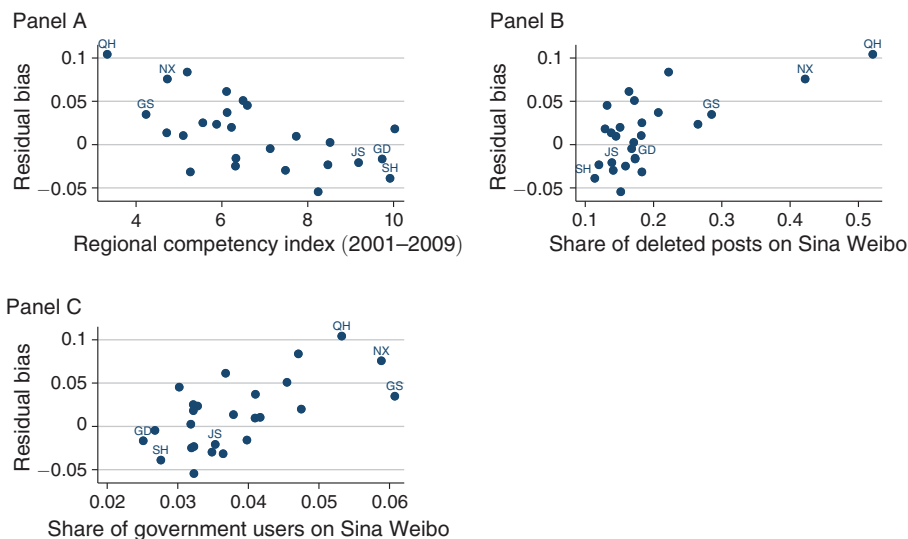 Panel A
Residual bias
0.1
0.05
0
−0.05
QH
NX
GS
JS
GD
SH
4 6 8 10
Regional competency index (2001–2009)
Panel B
Residual bias
0.1
0.05
0
−0.05
QH
NX
GS
JS
GD
SH
0.1 0.2 0.3 0.4 0.5
Share of deleted posts on Sina Weibo
Panel C
Residual bias
0.1
0.05
0
−0.05
QH
NX
GS
GD
JS
SH
0.02 0.03 0.04 0.05 0.06
Share of government users on Sina Weibo